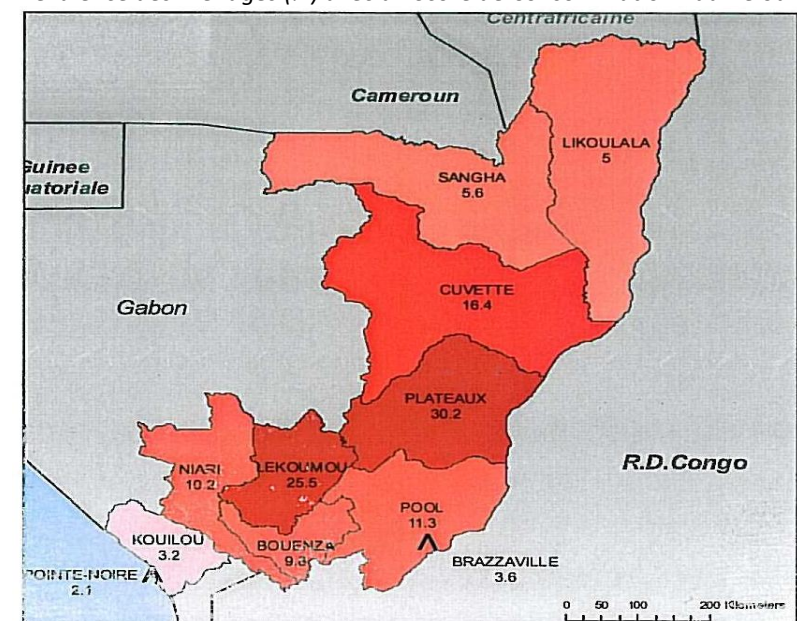 Centrafricaine
Cameroun
LIKOULALA
5
Guinee
uatoriale
SANGHA
5.6
CUVETTE
16.4
Gabon
PLATEAUX
30.2
R.D.Congo
NIARI
10.2
LEKOUMOU
25.5
POOL
11.3
KOUILOU
3.2
BOUENZA
BRAZZAVILLE
3.6
POINTE-NOIRE
2.1
0 50 100 200 Kilometers